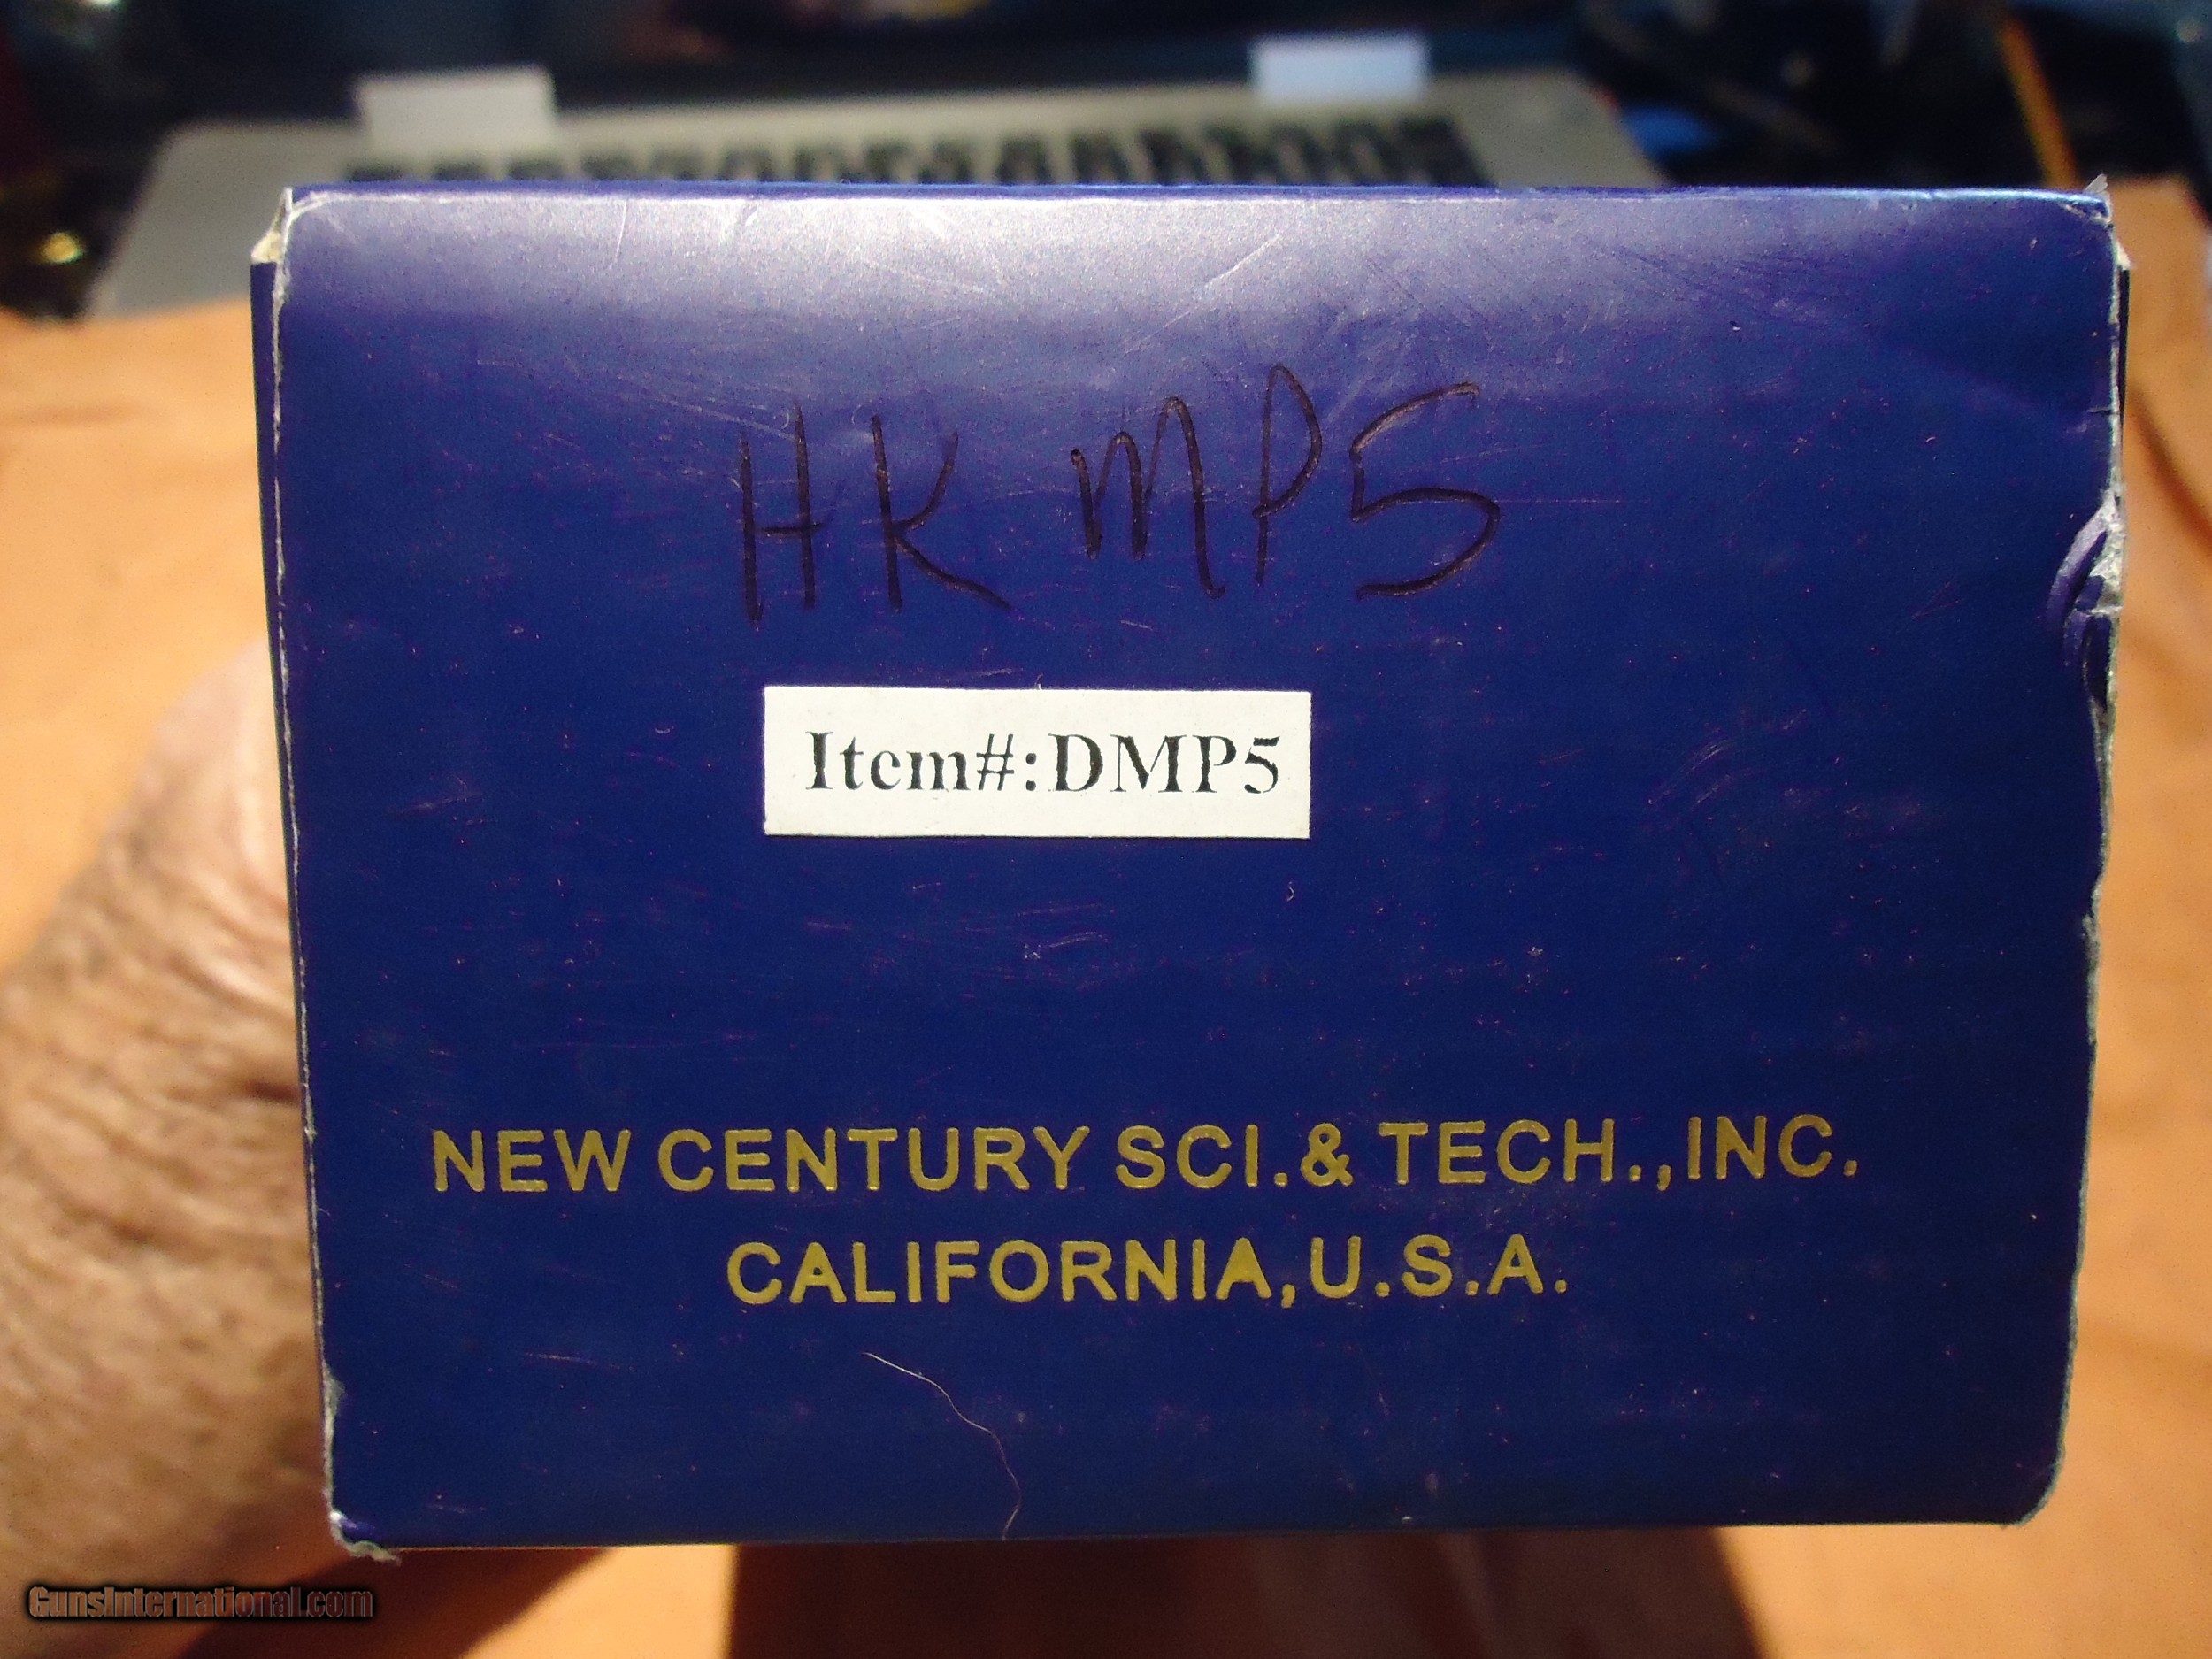 HK MP5
Item#:DMP5
NEW CENTURY SCI.& TECH.,INC.
CALIFORNIA,U.S.A.
GunsInternational.com